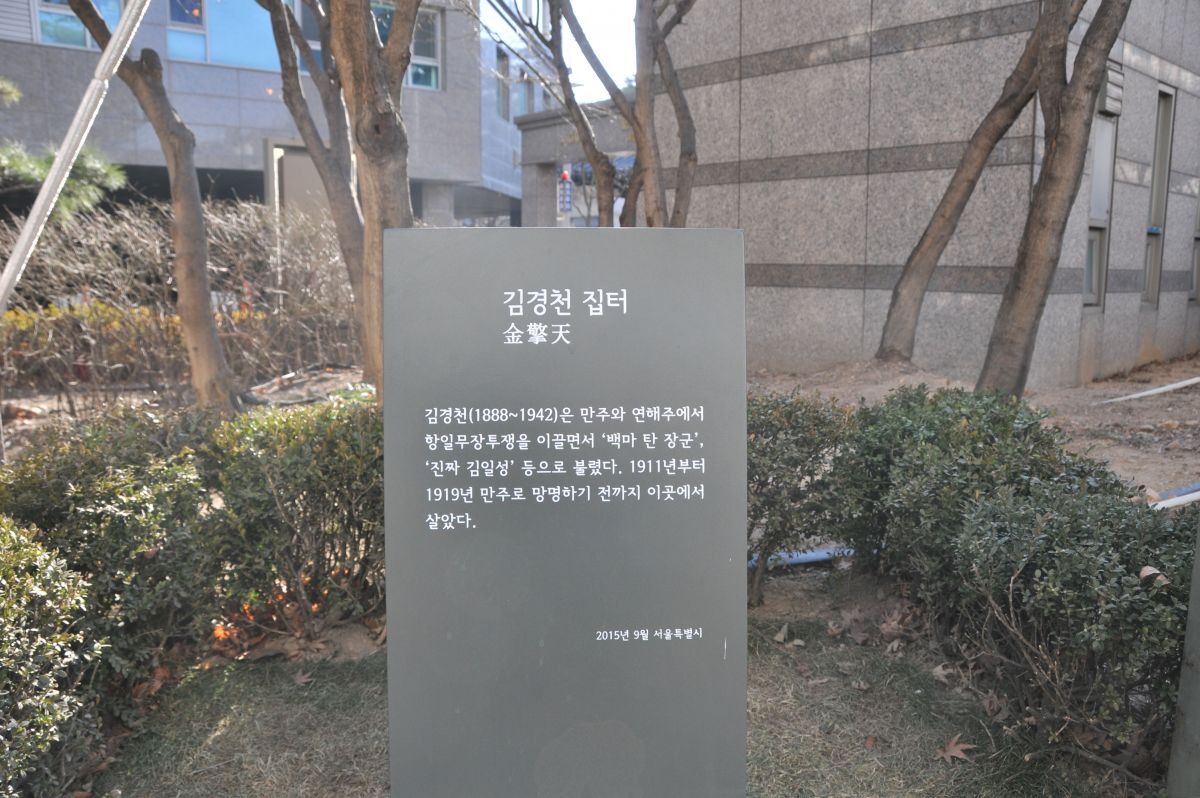 김경천 집터
金擎天
김경천(1888~1942)은 만주와 연해주에서
항일무장투쟁을 이끌면서 ‘백마 탄 장군’,
‘진짜 김일성’ 등으로 불렸다. 1911년부터
1919년 만주로 망명하기 전까지 이곳에서
살았다.
2015년 9월 서울특별시